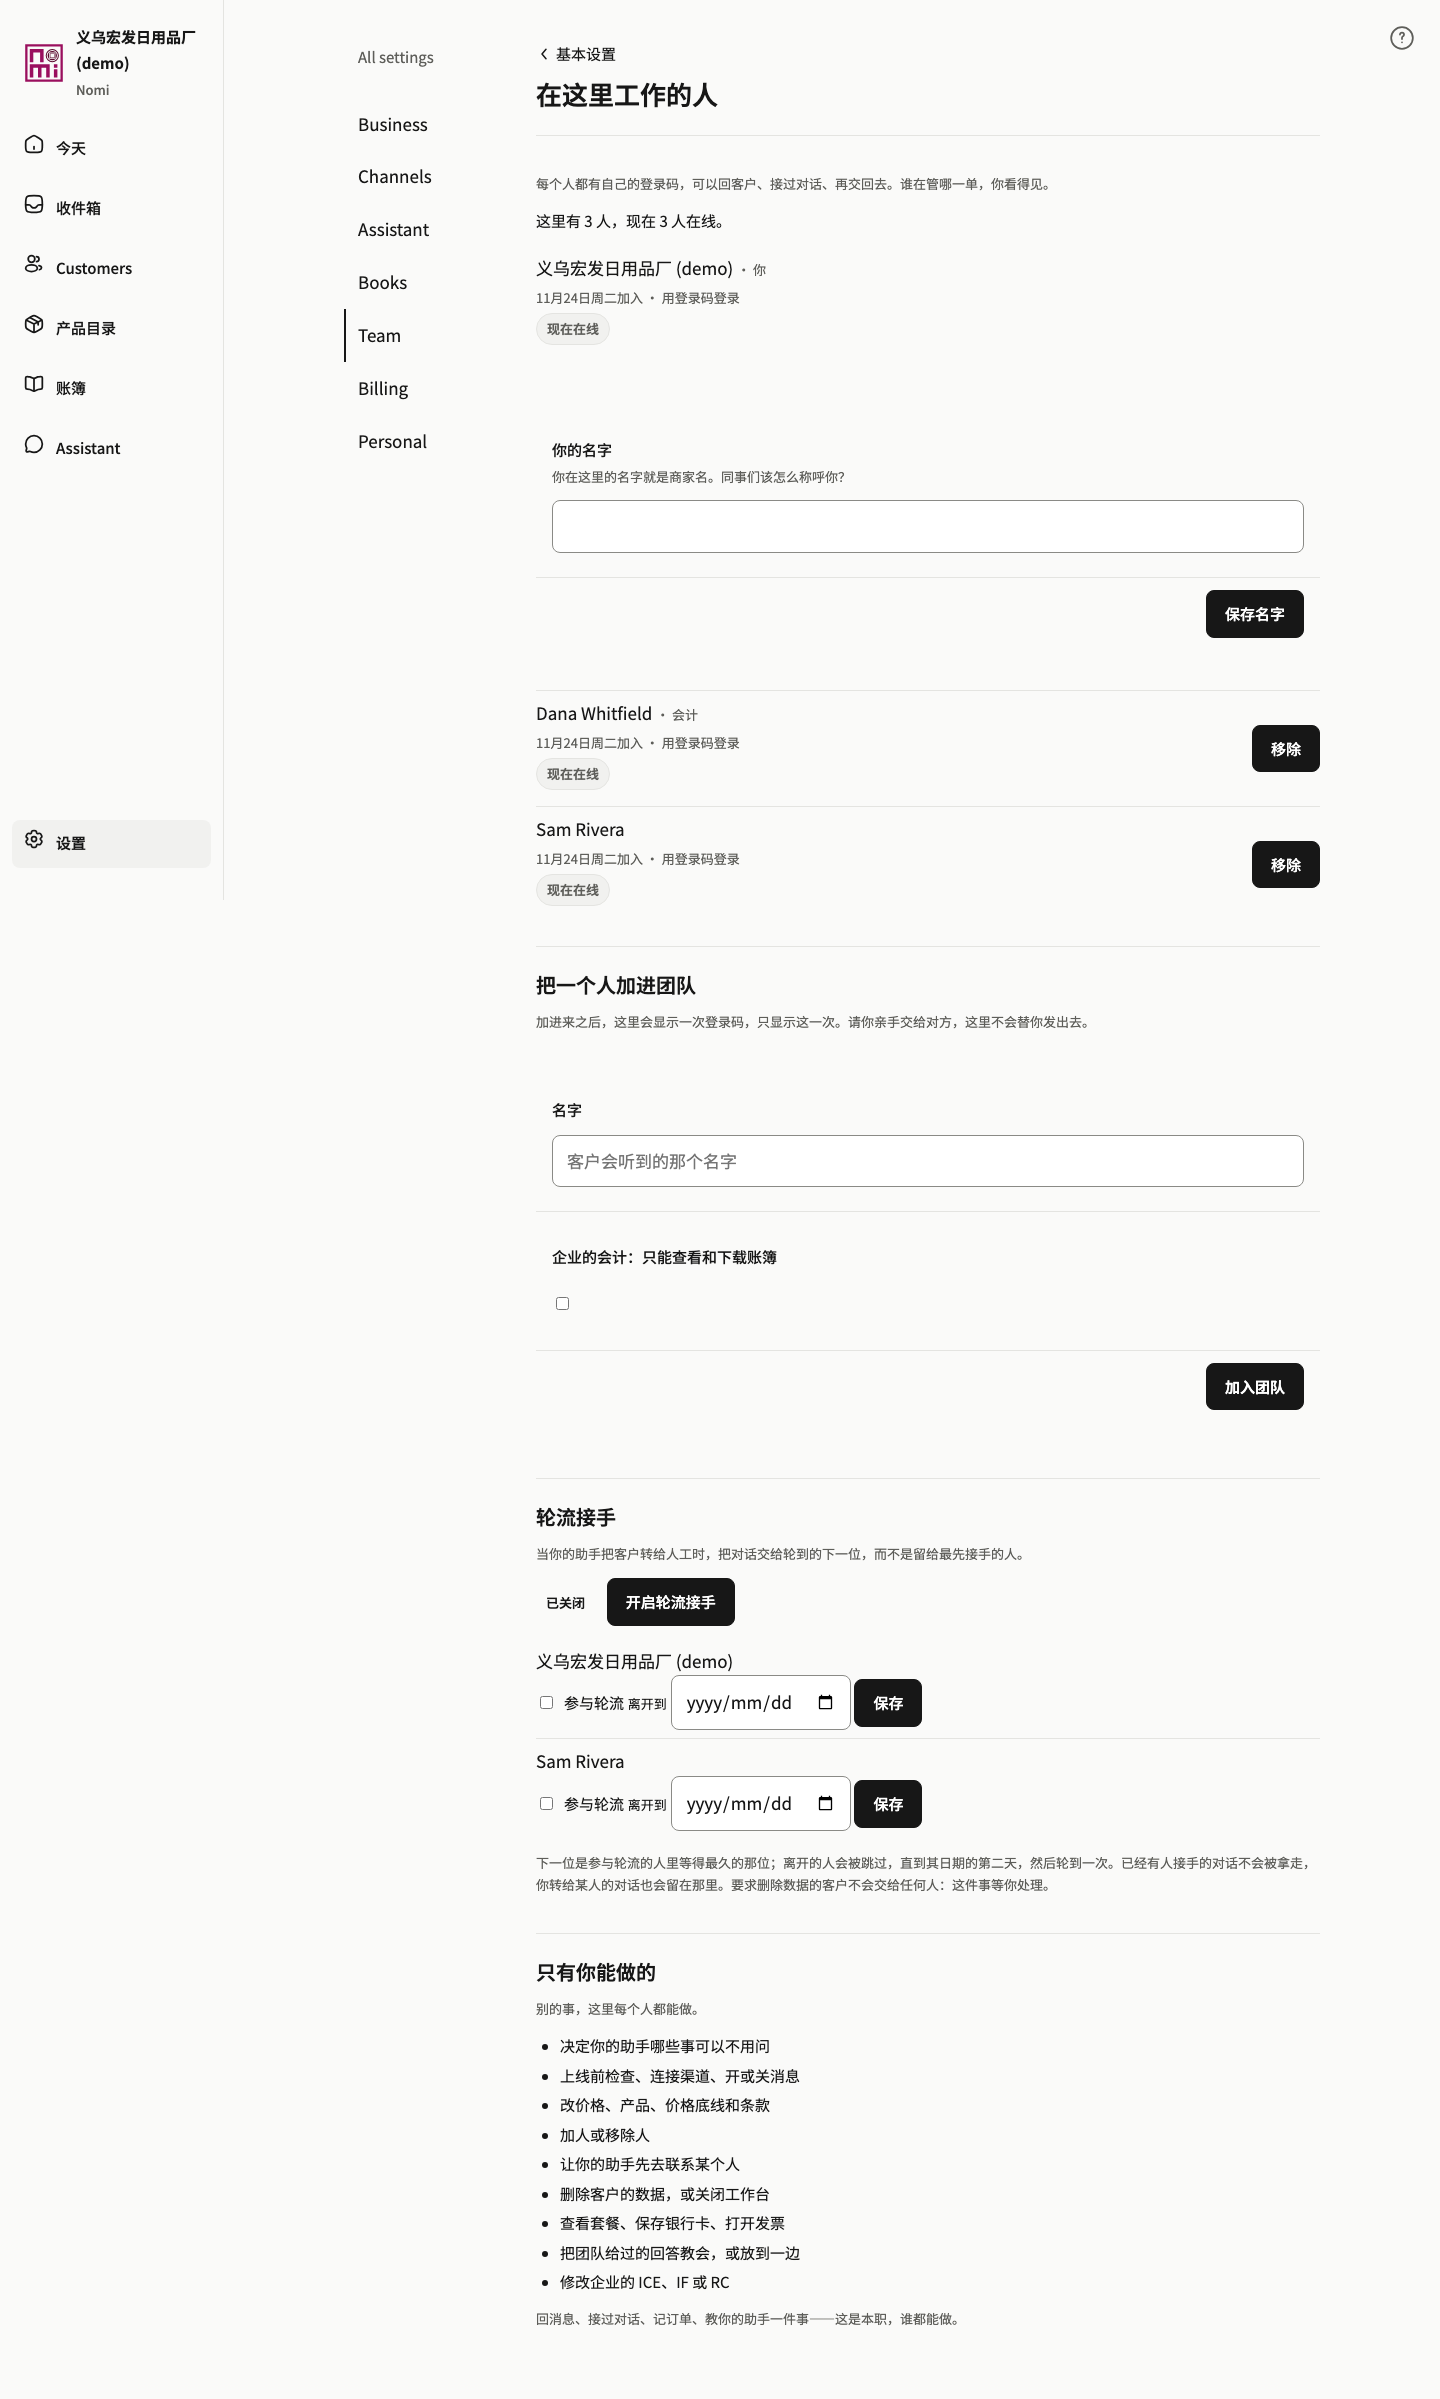 义乌宏发日用品厂
(demo)
Nomi
今天
收件箱
Customers
产品目录
账簿
Assistant
设置
All settings
Business
Channels
Assistant
Books
Team
Billing
Personal
基本设置
在这里工作的人
每个人都有自己的登录码，可以回客户、接过对话、再交回去。谁在管哪一单，你看得见。
这里有 3 人，现在 3 人在线。
义乌宏发日用品厂 (demo) · 你
11月24日周二加入 · 用登录码登录
现在在线
你的名字
你在这里的名字就是商家名。同事们该怎么称呼你？
保存名字
Dana Whitfield · 会计
11月24日周二加入 · 用登录码登录
现在在线
移除
Sam Rivera
11月24日周二加入 · 用登录码登录
现在在线
移除
把一个人加进团队
加进来之后，这里会显示一次登录码，只显示这一次。请你亲手交给对方，这里不会替你发出去。
名字
客户会听到的那个名字
企业的会计：只能查看和下载账簿
加入团队
轮流接手
当你的助手把客户转给人工时，把对话交给轮到的下一位，而不是留给最先接手的人。
已关闭 开启轮流接手
义乌宏发日用品厂 (demo)
参与轮流 离开到 yyyy/mm/dd 保存
Sam Rivera
参与轮流 离开到 yyyy/mm/dd 保存
下一位是参与轮流的人里等得最久的那位；离开的人会被跳过，直到其日期的第二天，然后轮到一次。已经有人接手的对话不会被拿走，
你转给某人的对话也会留在那里。要求删除数据的客户不会交给任何人：这件事等你处理。
只有你能做的
别的事，这里每个人都能做。
• 决定你的助手哪些事可以不用问
• 上线前检查、连接渠道、开或关消息
• 改价格、产品、价格底线和条款
• 加人或移除人
• 让你的助手先去联系某个人
• 删除客户的数据，或关闭工作台
• 查看套餐、保存银行卡、打开发票
• 把团队给过的回答教会，或放到一边
• 修改企业的 ICE、IF 或 RC
回消息、接过对话、记订单、教你的助手一件事——这是本职，谁都能做。